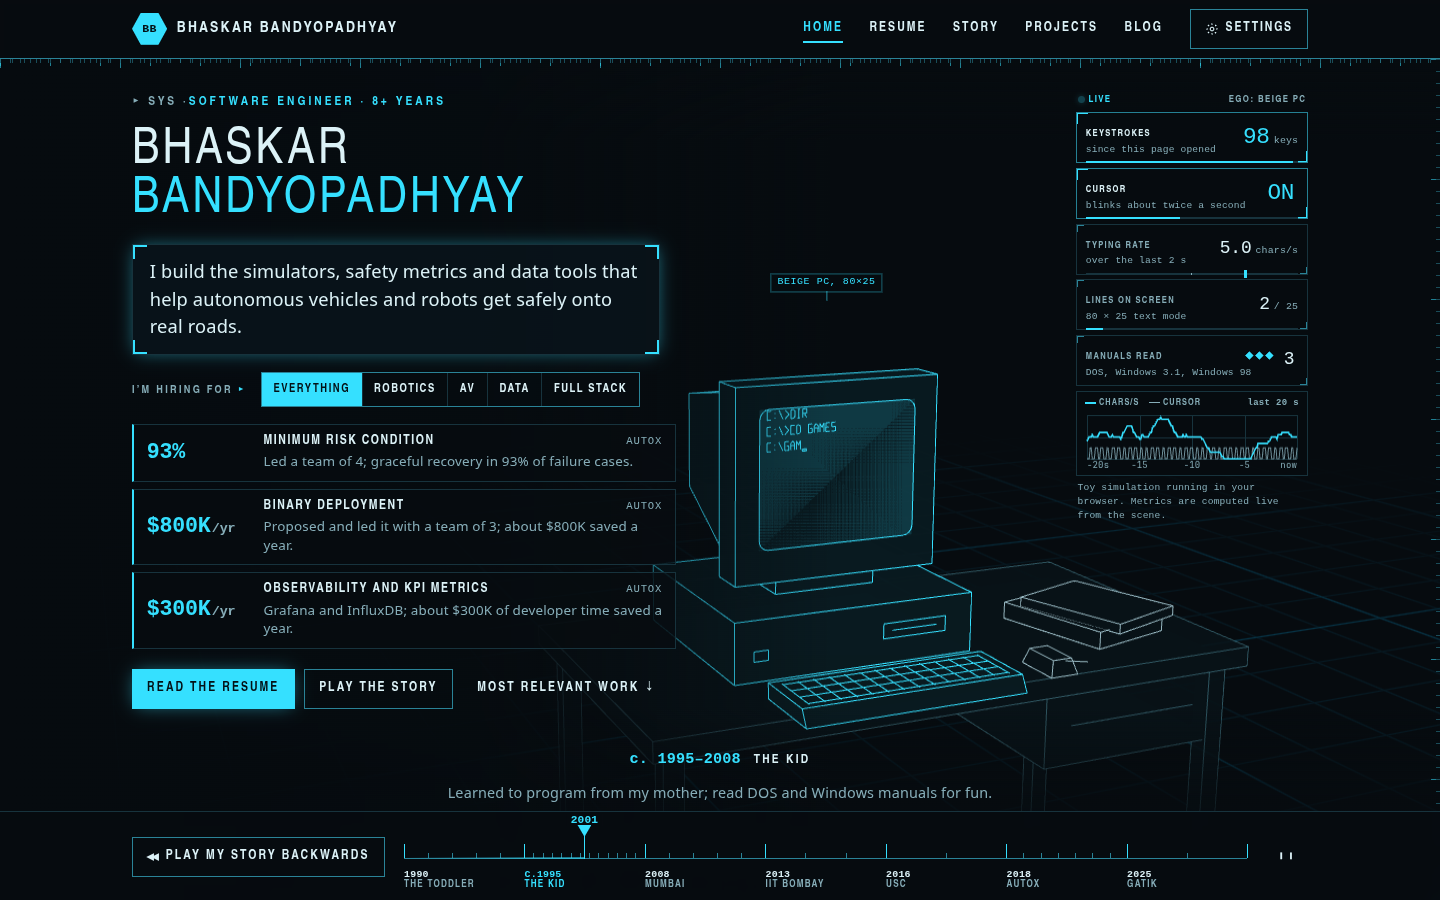 BB BHASKAR BANDYOPADHYAY
HOME RESUME STORY PROJECTS BLOG SETTINGS
SYS · SOFTWARE ENGINEER · 8+ YEARS
BHASKAR
BANDYOPADHYAY
I build the simulators, safety metrics and data tools that
help autonomous vehicles and robots get safely onto
real roads.
I'M HIRING FOR
EVERYTHING ROBOTICS AV DATA FULL STACK
93%
MINIMUM RISK CONDITION AUTOX
Led a team of 4; graceful recovery in 93% of failure cases.
$800K/yr
BINARY DEPLOYMENT AUTOX
Proposed and led it with a team of 3; about $800K saved a
year.
$300K/yr
OBSERVABILITY AND KPI METRICS AUTOX
Grafana and InfluxDB; about $300K of developer time saved a
year.
READ THE RESUME PLAY THE STORY MOST RELEVANT WORK ↓
BEIGE PC, 80×25
C:\>DIR
C:\>CD GAMES
C:\GAM_
LIVE EGO: BEIGE PC
KEYSTROKES 98 keys
since this page opened
CURSOR ON
blinks about twice a second
TYPING RATE 5.0 chars/s
over the last 2 s
LINES ON SCREEN 2 / 25
80 × 25 text mode
MANUALS READ ◆◆◆ 3
DOS, Windows 3.1, Windows 98
CHARS/S CURSOR last 20 s
-20s -15 -10 -5 now
Toy simulation running in your
browser. Metrics are computed live
from the scene.
c. 1995–2008 THE KID
Learned to program from my mother; read DOS and Windows manuals for fun.
PLAY MY STORY BACKWARDS
2001
1990 C.1995 2008 2013 2016 2018 2025
THE TODDLER THE KID MUMBAI IIT BOMBAY USC AUTOX GATIK